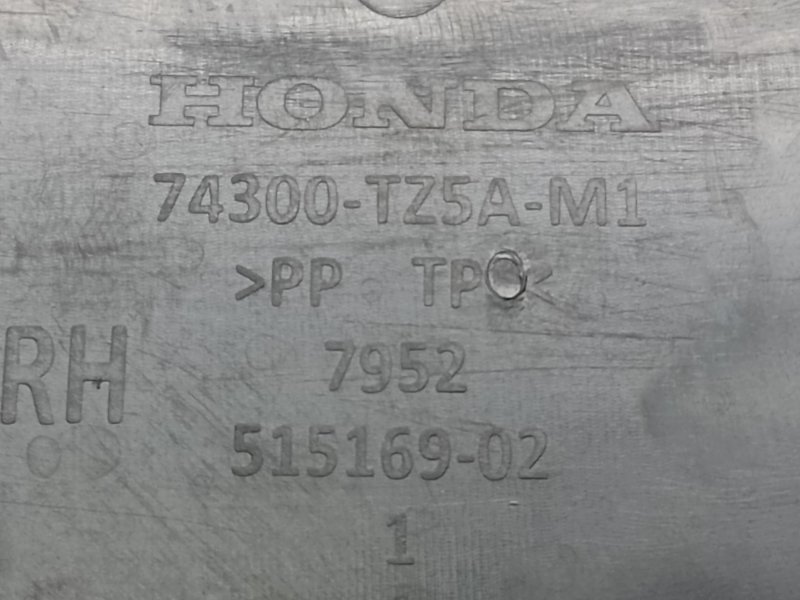 HONDA
74300-TZ5A-M1
>PP TPO<
RH
7952
515169-02
1